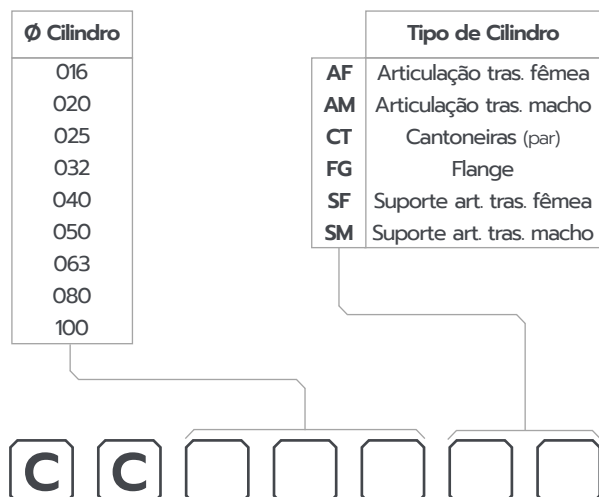 Ø Cilindro
016
020
025
032
040
050
063
080
100
Tipo de Cilindro
AF Articulação tras. fêmea
AM Articulação tras. macho
CT Cantoneiras (par)
FG Flange
SF Suporte art. tras. fêmea
SM Suporte art. tras. macho
C C